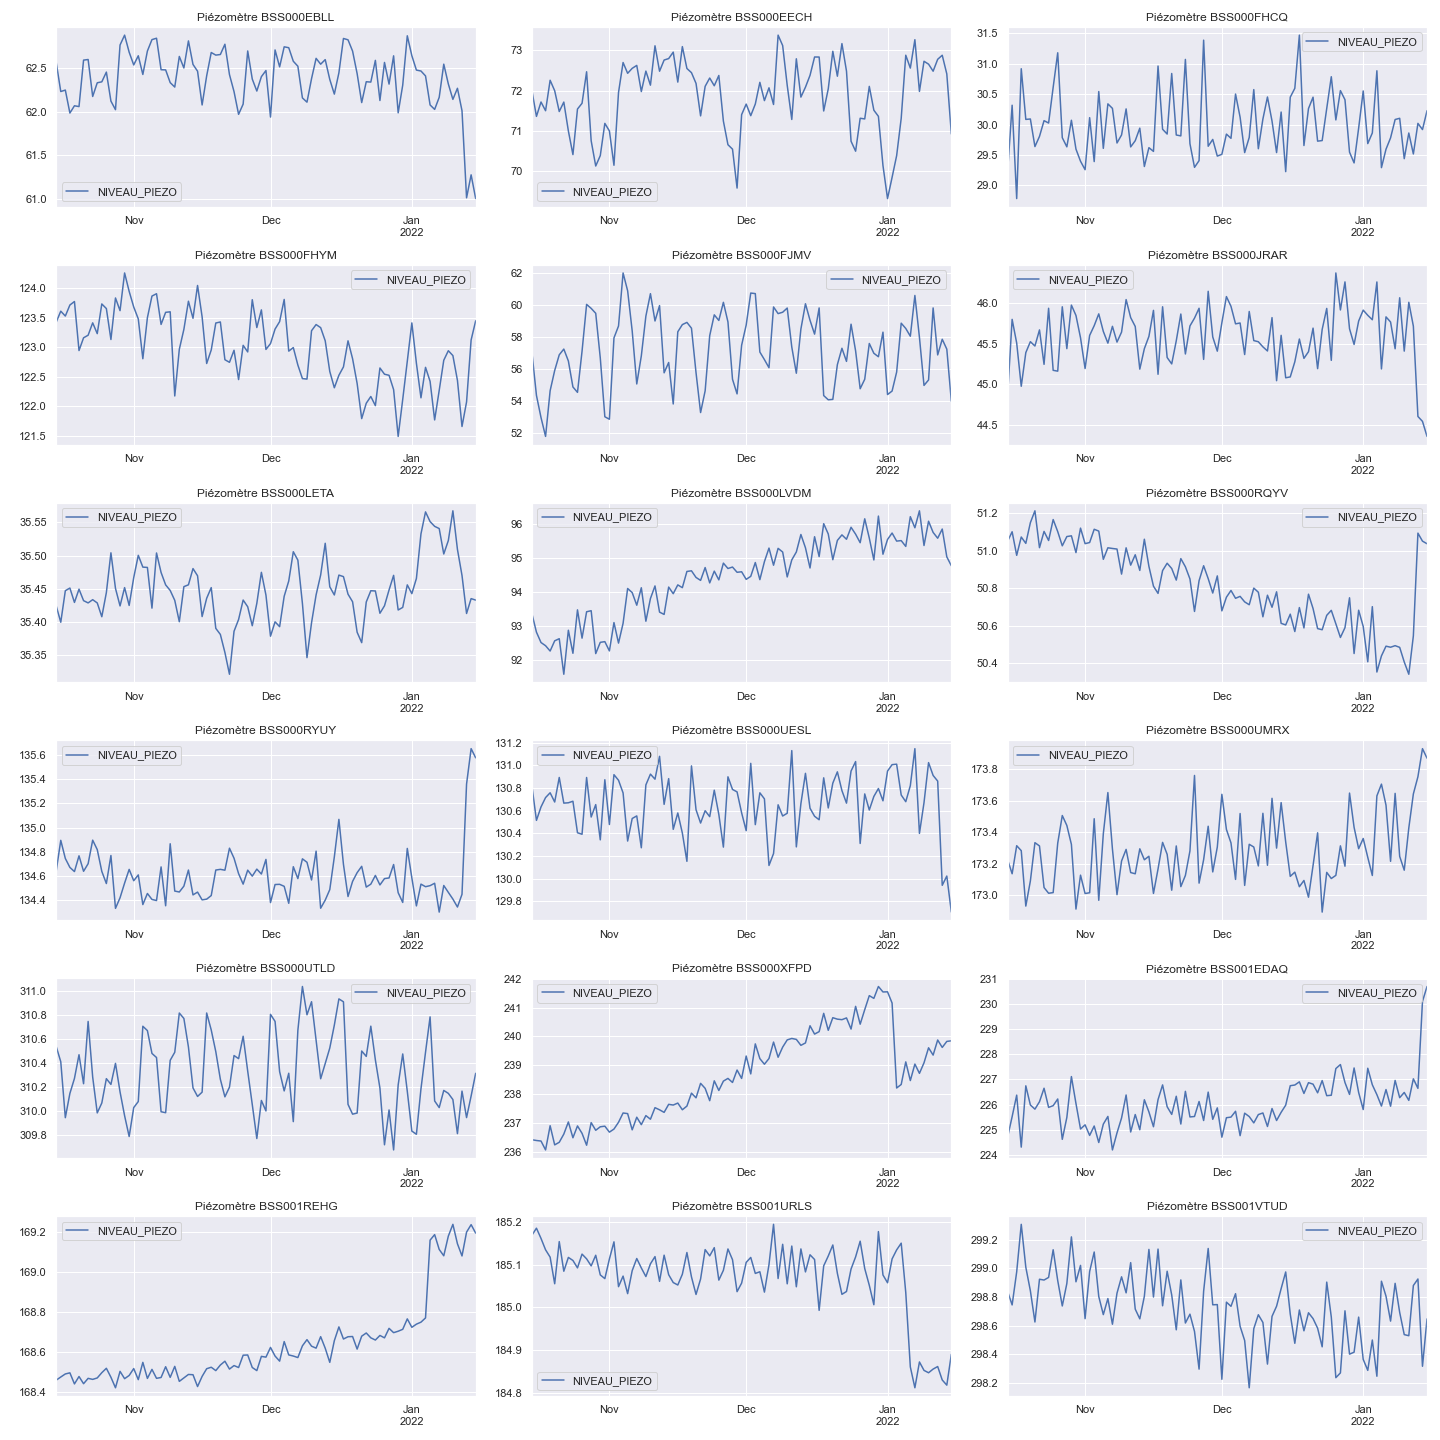 Piézomètre BSS000EBLL
62.5
62.0
61.5
61.0
NIVEAU_PIEZO
Nov
Dec
Jan
2022
Piézomètre BSS000EECH
73
72
71
70
NIVEAU_PIEZO
Nov
Dec
Jan
2022
Piézomètre BSS000FHCQ
31.5
31.0
30.5
30.0
29.5
29.0
NIVEAU_PIEZO
Nov
Dec
Jan
2022
Piézomètre BSS000FHYM
124.0
123.5
123.0
122.5
122.0
121.5
NIVEAU_PIEZO
Nov
Dec
Jan
2022
Piézomètre BSS000FJMV
62
60
58
56
54
52
NIVEAU_PIEZO
Nov
Dec
Jan
2022
Piézomètre BSS000JRAR
46.0
45.5
45.0
44.5
NIVEAU_PIEZO
Nov
Dec
Jan
2022
Piézomètre BSS000LETA
35.55
35.50
35.45
35.40
35.35
NIVEAU_PIEZO
Nov
Dec
Jan
2022
Piézomètre BSS000LVDM
96
95
94
93
92
NIVEAU_PIEZO
Nov
Dec
Jan
2022
Piézomètre BSS000RQYV
51.2
51.0
50.8
50.6
50.4
NIVEAU_PIEZO
Nov
Dec
Jan
2022
Piézomètre BSS000RYUY
135.6
135.4
135.2
135.0
134.8
134.6
134.4
NIVEAU_PIEZO
Nov
Dec
Jan
2022
Piézomètre BSS000UESL
131.2
131.0
130.8
130.6
130.4
130.2
130.0
129.8
NIVEAU_PIEZO
Nov
Dec
Jan
2022
Piézomètre BSS000UMRX
173.8
173.6
173.4
173.2
173.0
NIVEAU_PIEZO
Nov
Dec
Jan
2022
Piézomètre BSS000UTLD
311.0
310.8
310.6
310.4
310.2
310.0
309.8
NIVEAU_PIEZO
Nov
Dec
Jan
2022
Piézomètre BSS000XFPD
242
241
240
239
238
237
236
NIVEAU_PIEZO
Nov
Dec
Jan
2022
Piézomètre BSS001EDAQ
231
230
229
228
227
226
225
224
NIVEAU_PIEZO
Nov
Dec
Jan
2022
Piézomètre BSS001REHG
169.2
169.0
168.8
168.6
168.4
NIVEAU_PIEZO
Nov
Dec
Jan
2022
Piézomètre BSS001URLS
185.2
185.1
185.0
184.9
184.8
NIVEAU_PIEZO
Nov
Dec
Jan
2022
Piézomètre BSS001VTUD
299.2
299.0
298.8
298.6
298.4
298.2
NIVEAU_PIEZO
Nov
Dec
Jan
2022